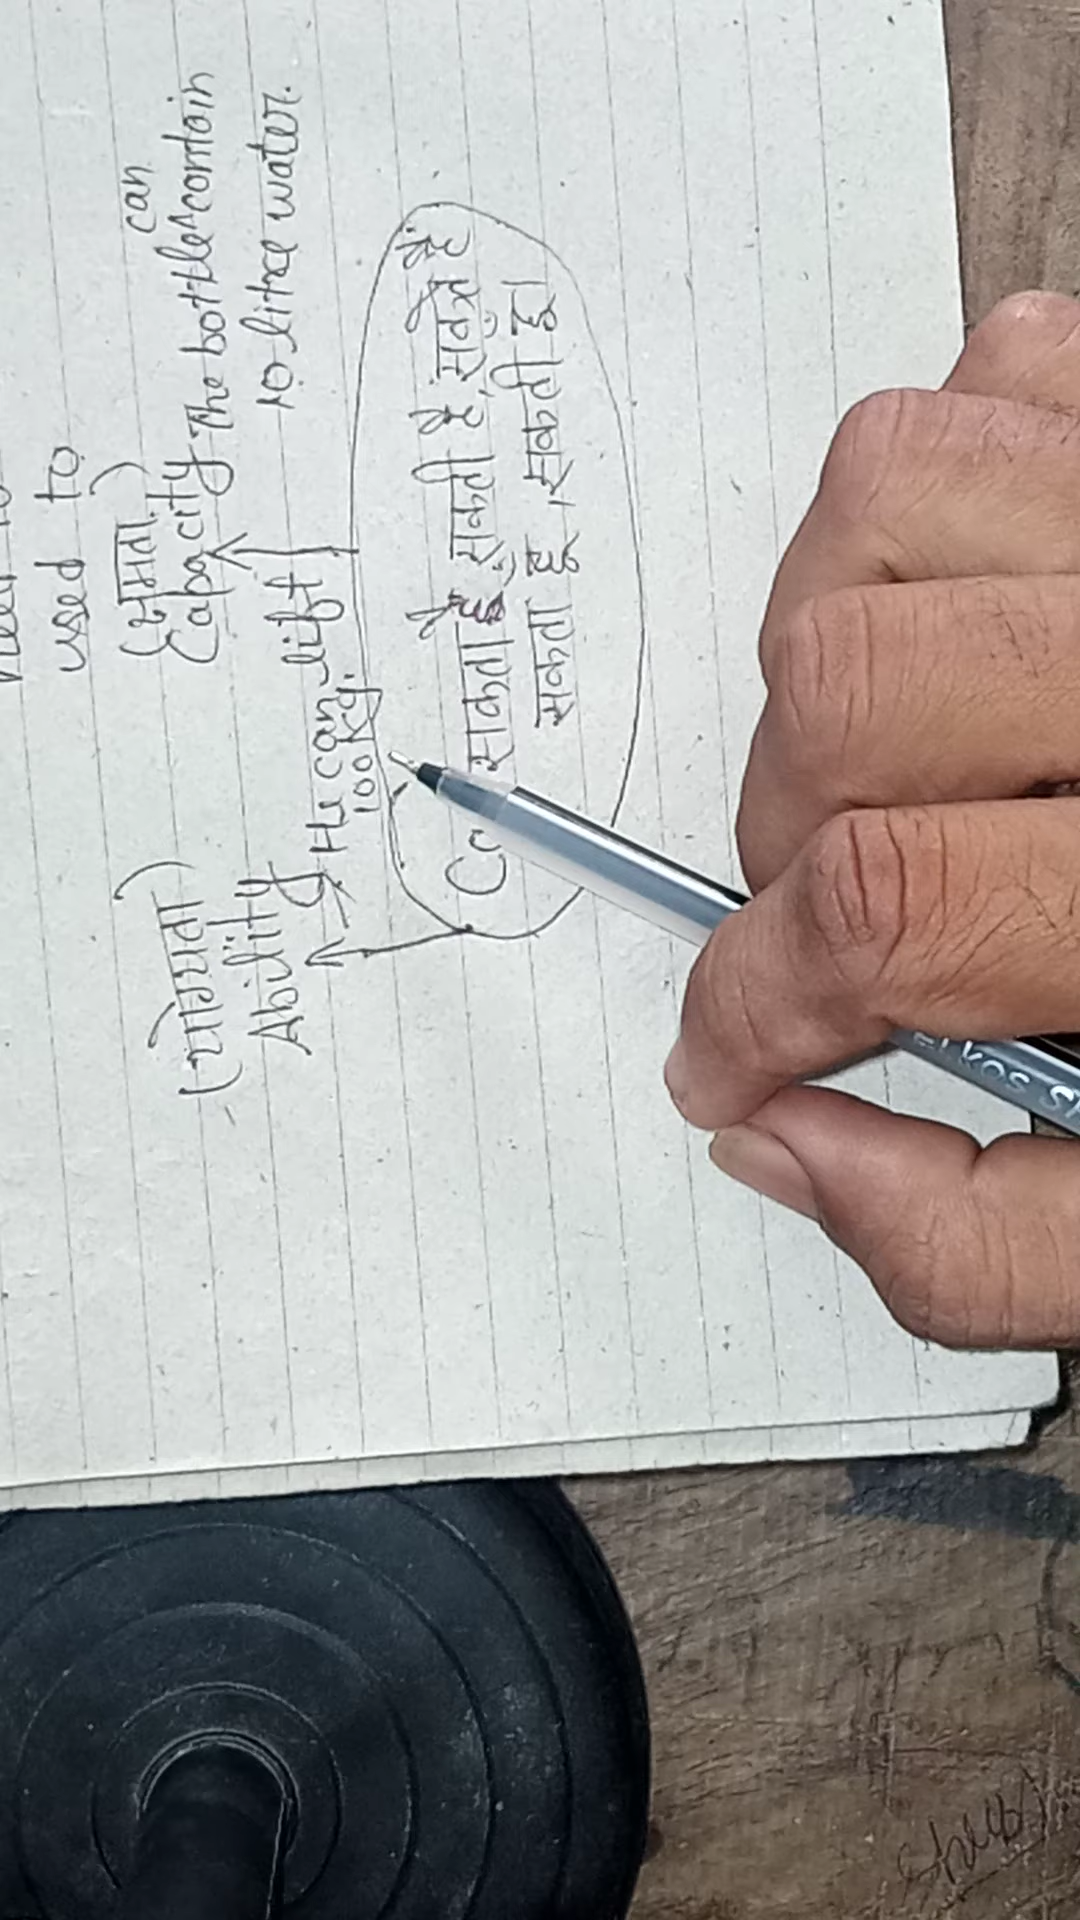 used to
(क्षमता)
Capacity
The bottle can contain
10 litre water.
(योग्यता)
Ability
He can lift
100 kg.
सकता है, सकती है, सकते हैं
सकता हूं, सकती हूं।